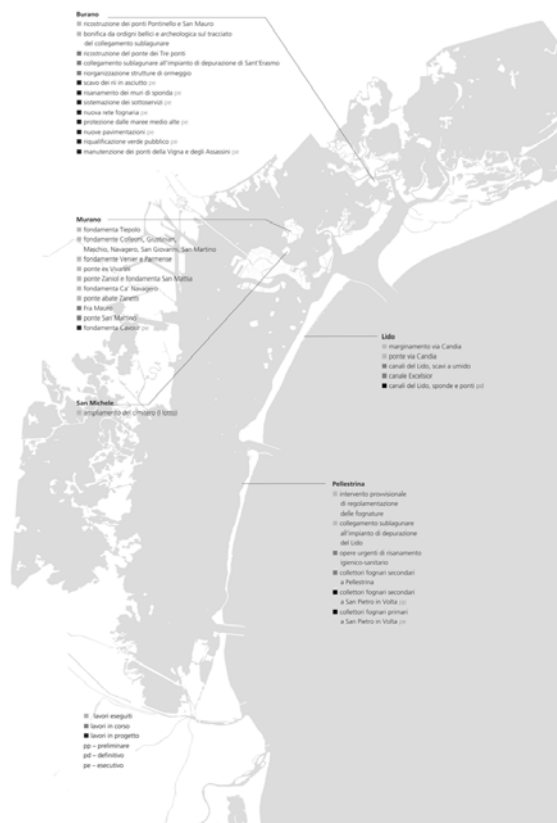 Burano
ricostruzione dei ponti Pontinello e San Mauro
bonifica da ordigni bellici e archeologica sul tracciato
del collegamento sublagunare
ricostruzione del ponte dei Tre ponti
collegamento sublagunare all'impianto di depurazione di Sant'Erasmo
riorganizzazione strutture di ormeggio
scavo dei rii in asciutto pe
risanamento dei muri di sponda pe
sistemazione dei sottoservizi pe
nuova rete fognaria pe
protezione dalle maree medio alte pe
nuove pavimentazioni pe
riqualificazione verde pubblico pe
manutenzione dei ponti della Vigna e degli Assassini pe
Murano
fondamenta Tiepolo
fondamente Colleoni, Giustinian,
Maschio, Navagero, San Giovanni, San Martino
fondamente Venier e Parmense
ponte ex Vivarini
ponte Zaniol e fondamenta San Mattia
fondamenta Ca' Navagero
ponte abate Zanetti
Fra Mauro
ponte San Martino
fondamenta Cavour pe
San Michele
ampliamento del cimitero (I lotto)
Lido
marginamento via Candia
ponte via Candia
canali del Lido, scavi a umido
canale Excelsior
canali del Lido, sponde e ponti pd
Pellestrina
intervento provvisionale
di regolamentazione
delle fognature
collegamento sublagunare
all'impianto di depurazione
del Lido
opere urgenti di risanamento
igienico-sanitario
collettori fognari secondari
a Pellestrina
collettori fognari secondari
a San Pietro in Volta pp
collettori fognari primari
a San Pietro in Volta pe
lavori eseguiti
lavori in corso
lavori in progetto
pp – preliminare
pd – definitivo
pe – esecutivo